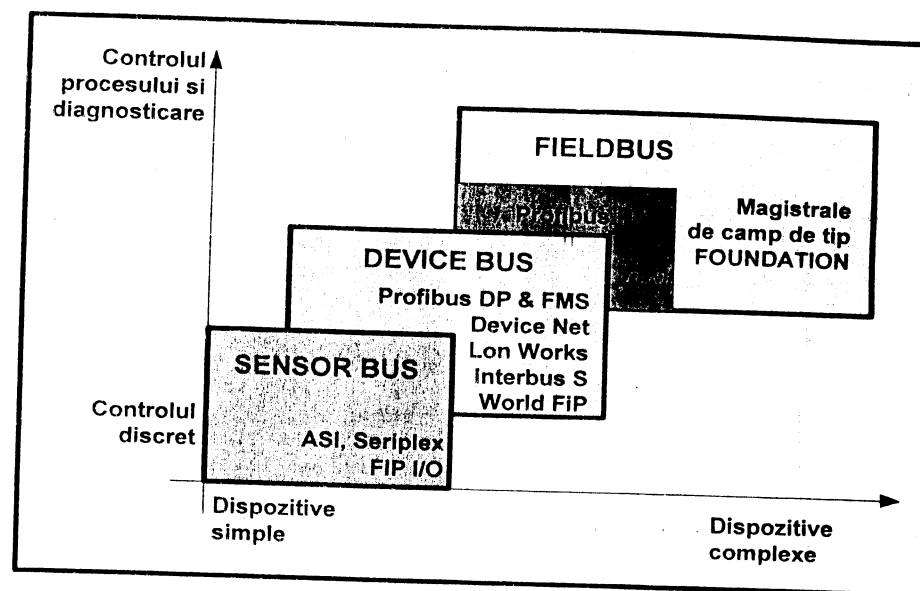 Controlul
procesului si
diagnosticare
FIELDBUS
Profibus
Magistrale
de camp de tip
FOUNDATION
DEVICE BUS
Profibus DP & FMS
Device Net
Lon Works
Interbus S
World FiP
SENSOR BUS
ASI, Seriplex
FIP I/O
Controlul
discret
Dispozitive
simple
Dispozitive
complexe